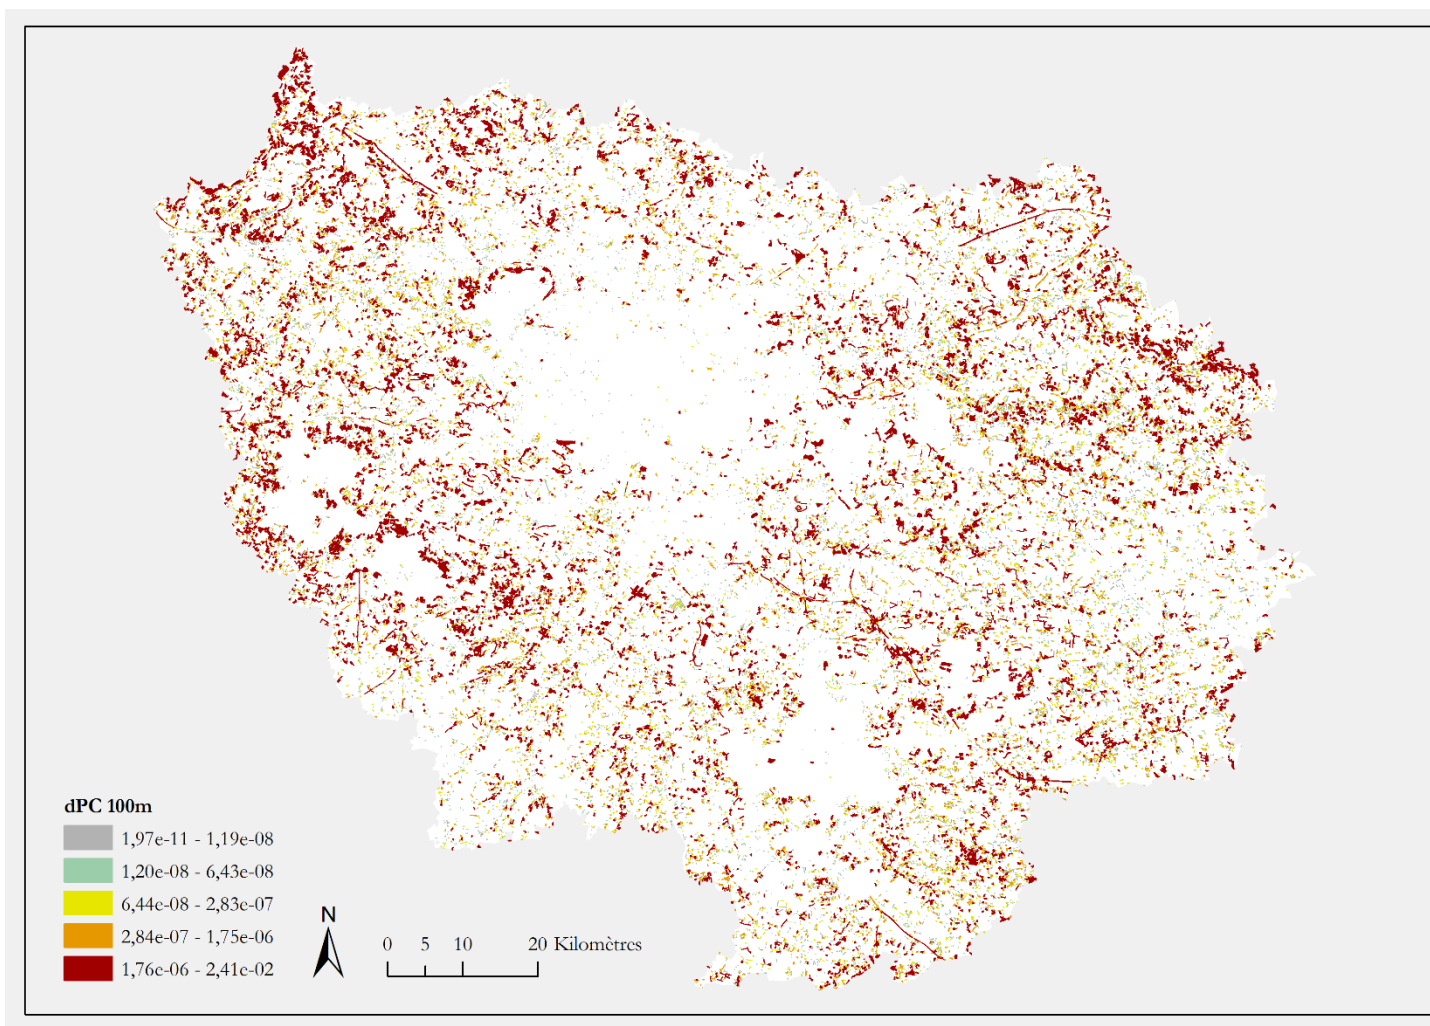 dPC 100m
1,97e-11 - 1,19e-08
1,20e-08 - 6,43e-08
6,44e-08 - 2,83e-07
2,84e-07 - 1,75e-06
1,76e-06 - 2,41e-02
N
0 5 10 20 Kilomètres